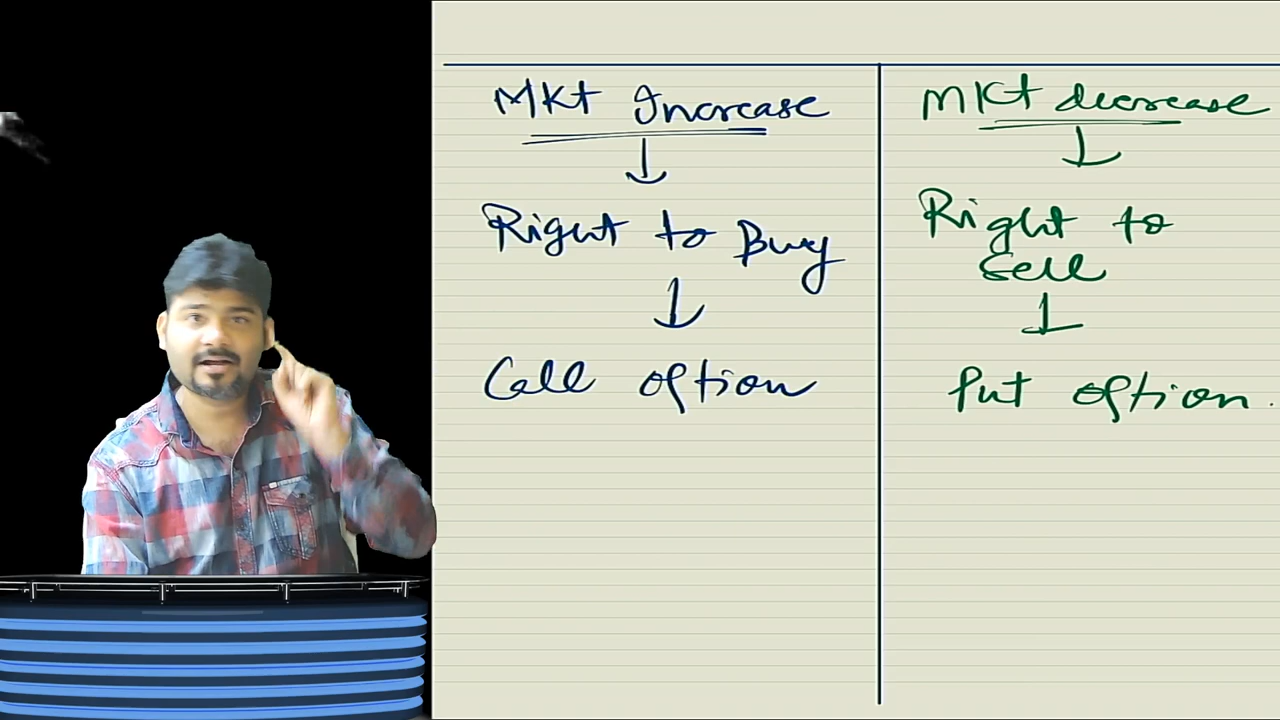 MKt Increase
Right to Buy
Call option
MKt decrease
Right to
Sell
Put option.